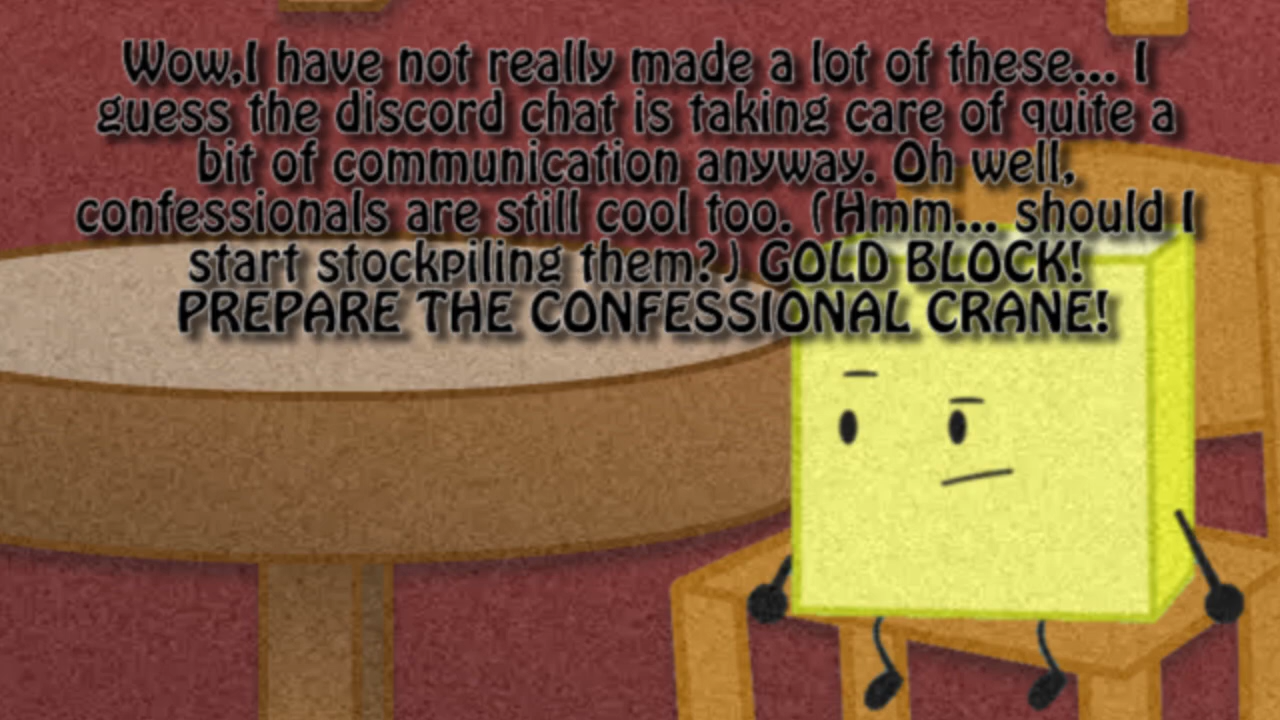 Wow,I have not really made a lot of these... I
guess the discord chat is taking care of quite a
bit of communication anyway. Oh well,
confessionals are still cool too. (Hmm... should I
start stockpiling them?) GOLD BLOCK!
PREPARE THE CONFESSIONAL CRANE!